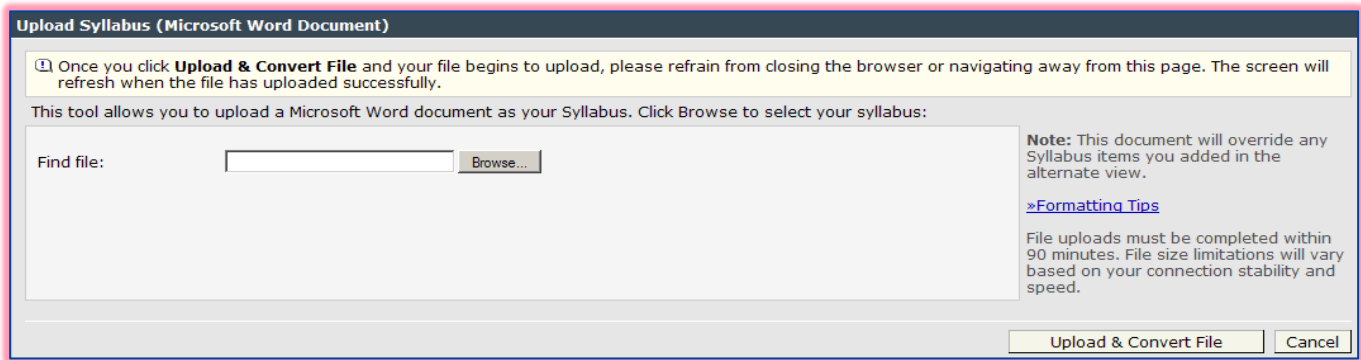 Upload Syllabus (Microsoft Word Document)
Once you click Upload & Convert File and your file begins to upload, please refrain from closing the browser or navigating away from this page. The screen will
refresh when the file has uploaded successfully.
This tool allows you to upload a Microsoft Word document as your Syllabus. Click Browse to select your syllabus:
Find file:
Browse...
Note: This document will override any
Syllabus items you added in the
alternate view.
»Formatting Tips
File uploads must be completed within
90 minutes. File size limitations will vary
based on your connection stability and
speed.
Upload & Convert File
Cancel